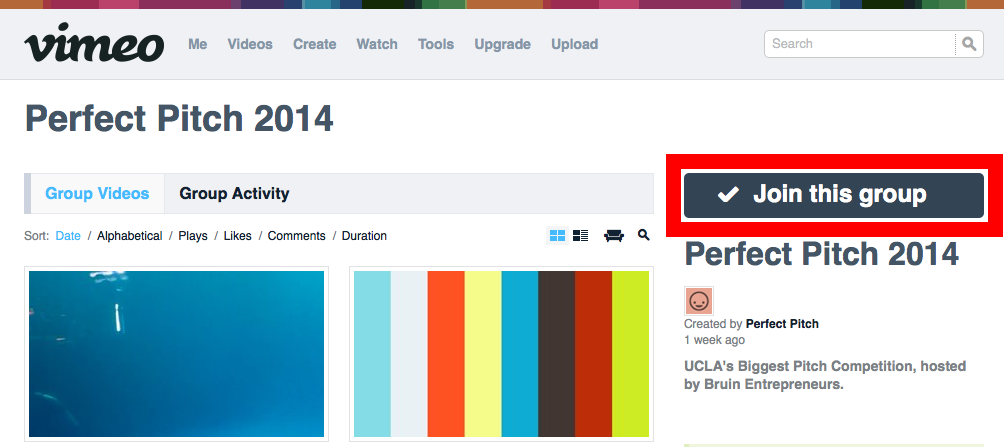 vimeo Me Videos Create Watch Tools Upgrade Upload Search
Perfect Pitch 2014
Group Videos Group Activity
Sort: Date / Alphabetical / Plays / Likes / Comments / Duration
Join this group
Perfect Pitch 2014
Created by Perfect Pitch
1 week ago
UCLA's Biggest Pitch Competition, hosted
by Bruin Entrepreneurs.